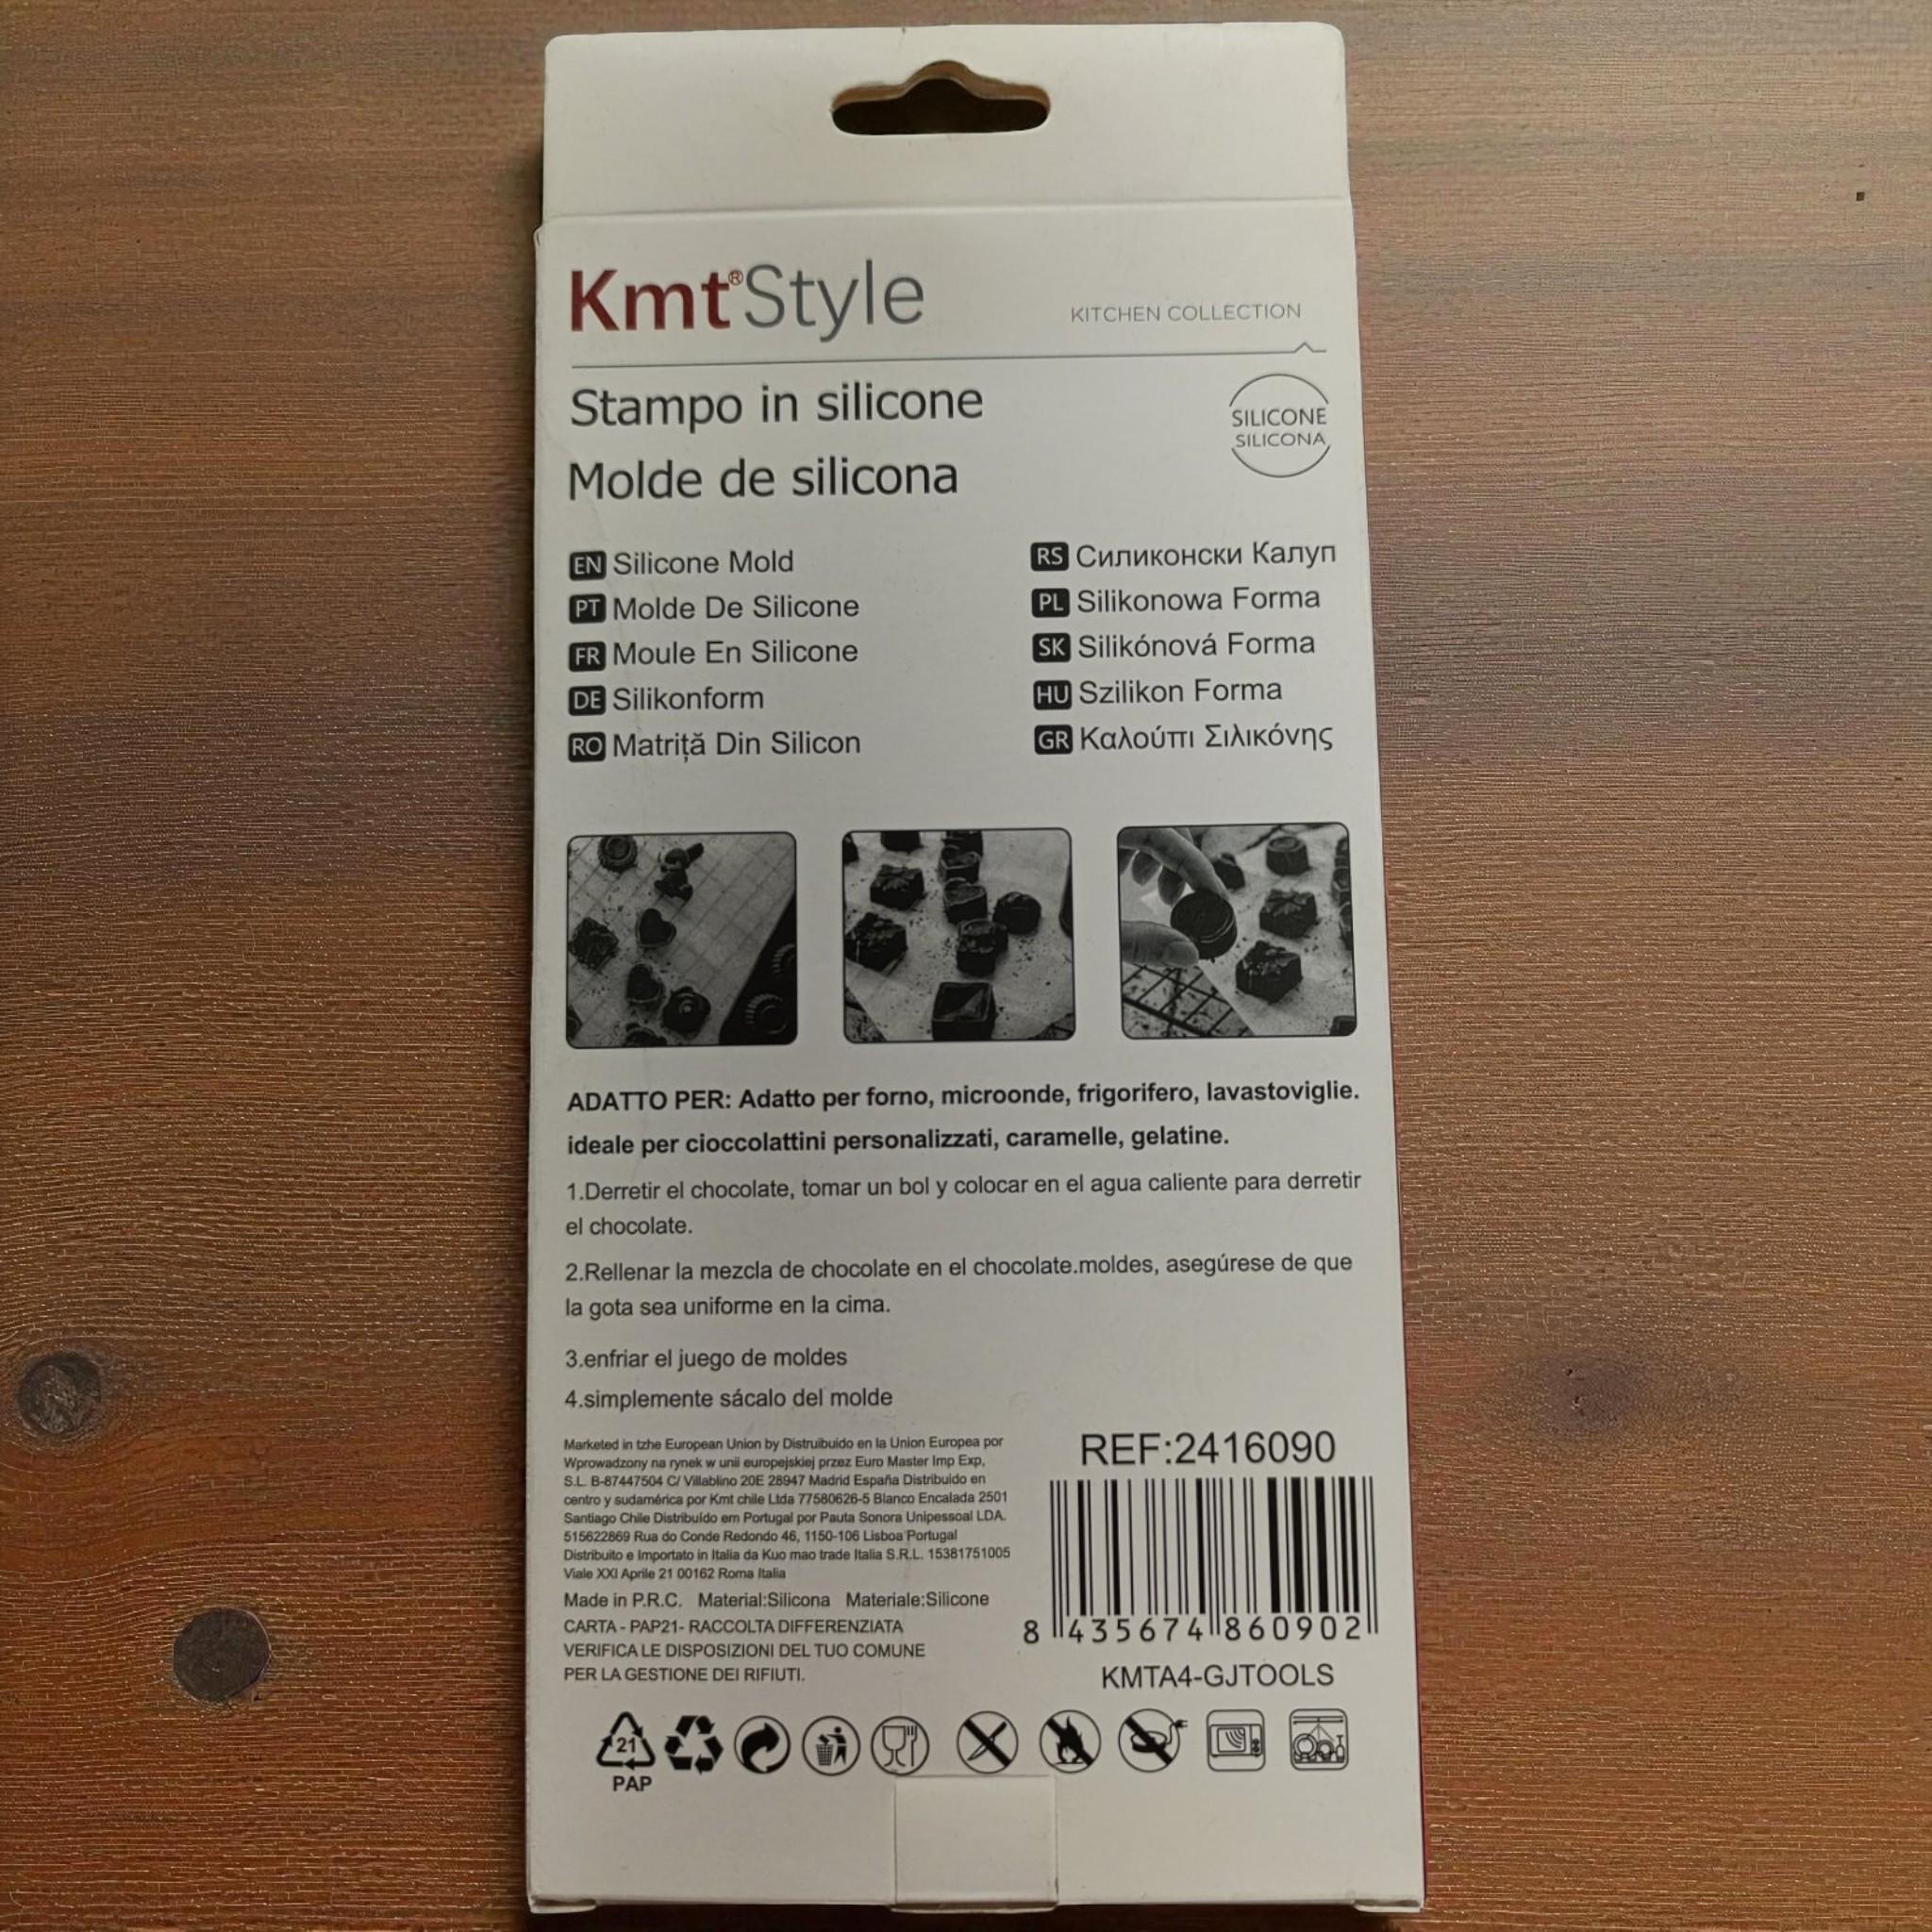 Kmt®Style
KITCHEN COLLECTION
Stampo in silicone
Molde de silicona
SILICONE
SILICONA
EN Silicone Mold
PT Molde De Silicone
FR Moule En Silicone
DE Silikonform
RO Matriță Din Silicon
RS Силиконски Калуп
PL Silikonowa Forma
SK Silikónová Forma
HU Szilikon Forma
GR Καλούπι Σιλικόνης
ADATTO PER: Adatto per forno, microonde, frigorifero, lavastoviglie.
ideale per cioccolattini personalizzati, caramelle, gelatine.
1.Derretir el chocolate, tomar un bol y colocar en el agua caliente para derretir
el chocolate.
2.Rellenar la mezcla de chocolate en el chocolate.moldes, asegúrese de que
la gota sea uniforme en la cima.
3.enfriar el juego de moldes
4.simplemente sácalo del molde
Marketed in tzhe European Union by Distruibuido en la Union Europea por
Wprowadzony na rynek w unii europejskiej przez Euro Master Imp Exp,
S.L. B-87447504 C/ Villablino 20E 28947 Madrid España Distribuido en
centro y sudamérica por Kmt chile Ltda 77580626-5 Blanco Encalada 2501
Santiago Chile Distribuído em Portugal por Pauta Sonora Unipessoal LDA.
515622869 Rua do Conde Redondo 46, 1150-106 Lisboa Portugal
Distribuito e Importato in Italia da Kuo mao trade Italia S.R.L. 15381751005
Viale XXI Aprile 21 00162 Roma Italia
Made in P.R.C. Material:Silicona Materiale:Silicone
CARTA - PAP21- RACCOLTA DIFFERENZIATA
VERIFICA LE DISPOSIZIONI DEL TUO COMUNE
PER LA GESTIONE DEI RIFIUTI.
REF:2416090
8 435674 860902
KMTA4-GJTOOLS
21
PAP